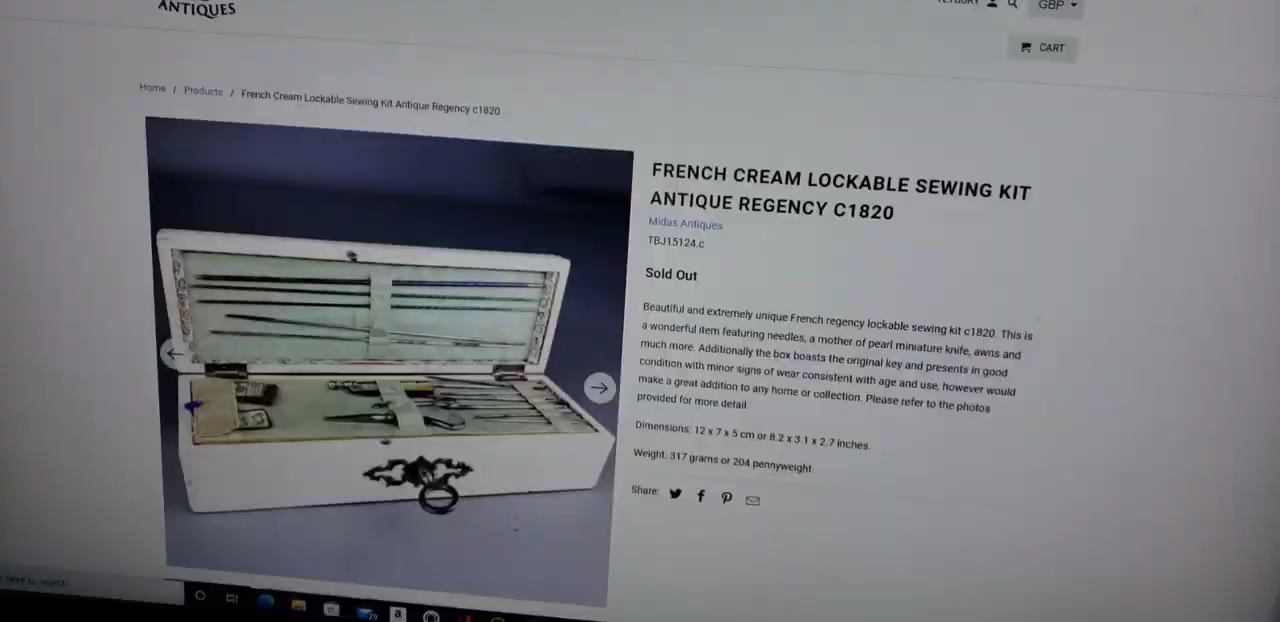 ANTIQUES
GBP
CART
Home / Products / French Cream Lockable Sewing Kit Antique Regency c1820
FRENCH CREAM LOCKABLE SEWING KIT
ANTIQUE REGENCY C1820
Midas Antiques
TBJ15124.c
Sold Out
Beautiful and extremely unique French regency lockable sewing kit c1820. This is
a wonderful item featuring needles, a mother of pearl miniature knife, awns and
much more. Additionally the box boasts the original key and presents in good
condition with minor signs of wear consistent with age and use, however would
make a great addition to any home or collection. Please refer to the photos
provided for more detail.
Dimensions: 12 x 7 x 5 cm or 8.2 x 3.1 x 2.7 inches.
Weight: 317 grams or 204 pennyweight
Share:
here to search
29
a